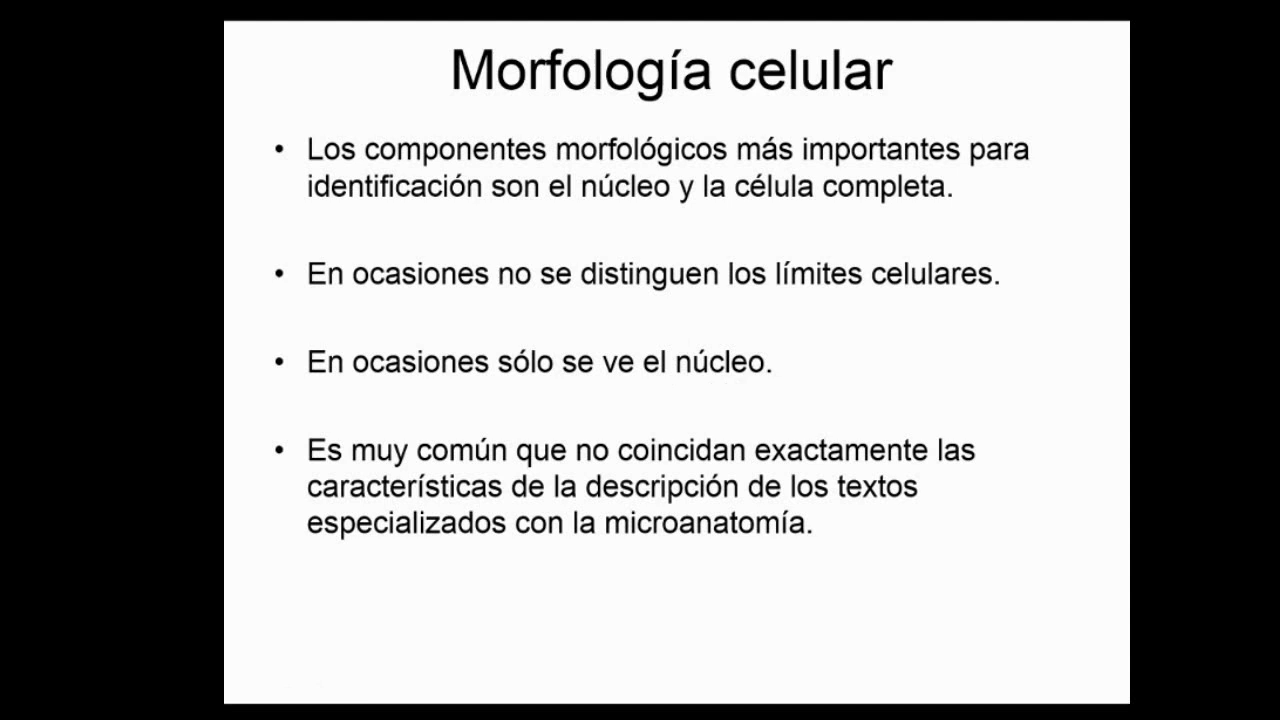 Morfología celular
• Los componentes morfológicos más importantes para
identificación son el núcleo y la célula completa.
• En ocasiones no se distinguen los límites celulares.
• En ocasiones sólo se ve el núcleo.
• Es muy común que no coincidan exactamente las
características de la descripción de los textos
especializados con la microanatomía.